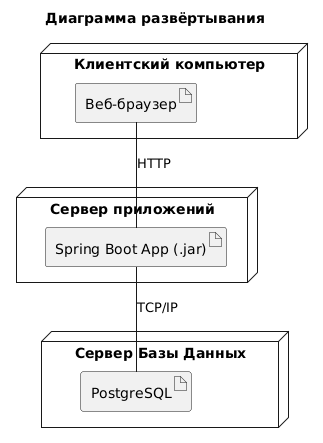 Диаграмма развёртывания
Клиентский компьютер
Веб-браузер
HTTP
Сервер приложений
Spring Boot App (.jar)
TCP/IP
Сервер Базы Данных
PostgreSQL